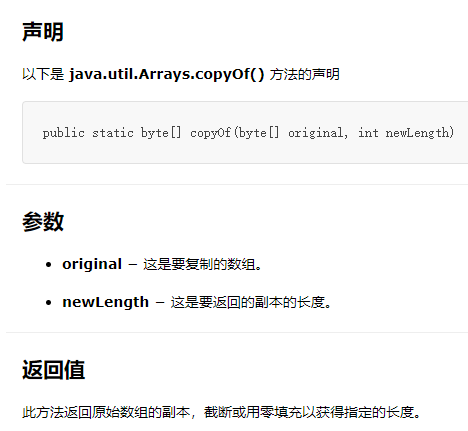 声明
以下是 java.util.Arrays.copyOf() 方法的声明
public static byte[] copyOf(byte[] original, int newLength)
参数
• original − 这是要复制的数组。
• newLength − 这是要返回的副本的长度。
返回值
此方法返回原始数组的副本，截断或用零填充以获得指定的长度。